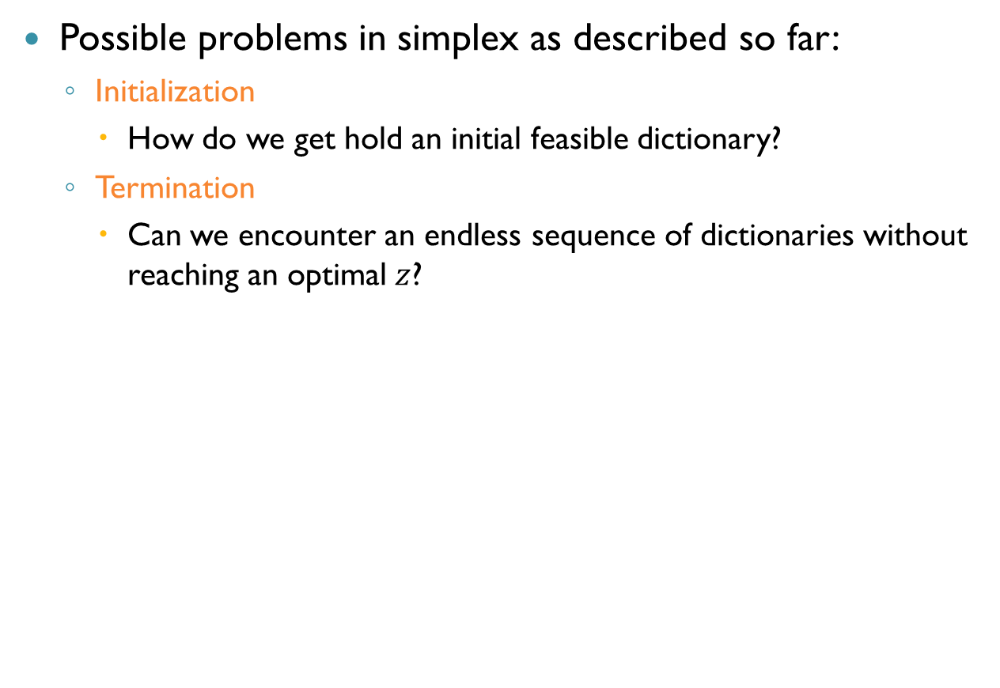 • Possible problems in simplex as described so far:
◦ Initialization
• How do we get hold an initial feasible dictionary?
◦ Termination
• Can we encounter an endless sequence of dictionaries without
reaching an optimal z?